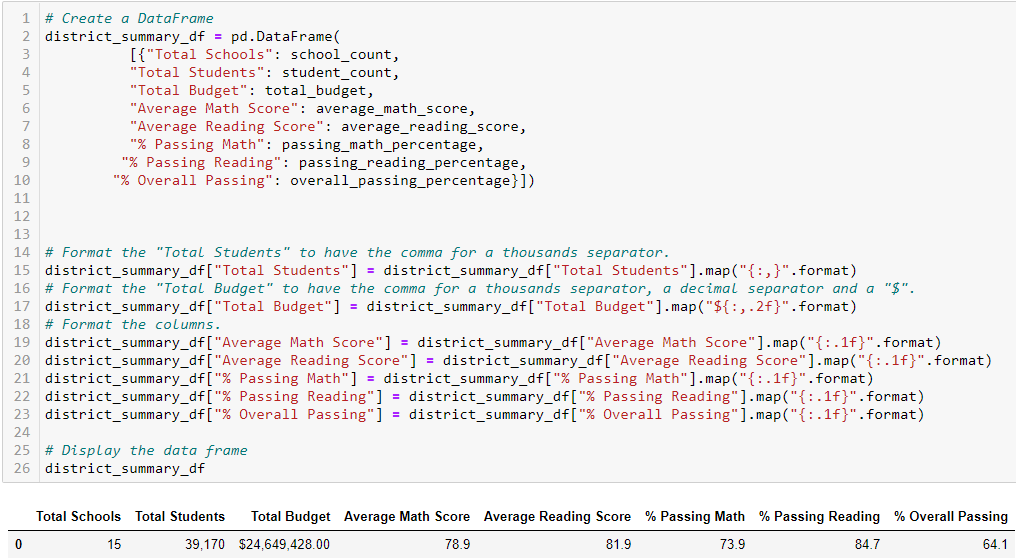 1 # Create a DataFrame
2 district_summary_df = pd.DataFrame(
3           [{"Total Schools": school_count,
4           "Total Students": student_count,
5           "Total Budget": total_budget,
6           "Average Math Score": average_math_score,
7           "Average Reading Score": average_reading_score,
8           "% Passing Math": passing_math_percentage,
9          "% Passing Reading": passing_reading_percentage,
10         "% Overall Passing": overall_passing_percentage}])
11
12
13
14 # Format the "Total Students" to have the comma for a thousands separator.
15 district_summary_df["Total Students"] = district_summary_df["Total Students"].map("{:,}".format)
16 # Format the "Total Budget" to have the comma for a thousands separator, a decimal separator and a "$".
17 district_summary_df["Total Budget"] = district_summary_df["Total Budget"].map("${:,.2f}".format)
18 # Format the columns.
19 district_summary_df["Average Math Score"] = district_summary_df["Average Math Score"].map("{:.1f}".format)
20 district_summary_df["Average Reading Score"] = district_summary_df["Average Reading Score"].map("{:.1f}".format)
21 district_summary_df["% Passing Math"] = district_summary_df["% Passing Math"].map("{:.1f}".format)
22 district_summary_df["% Passing Reading"] = district_summary_df["% Passing Reading"].map("{:.1f}".format)
23 district_summary_df["% Overall Passing"] = district_summary_df["% Overall Passing"].map("{:.1f}".format)
24
25 # Display the data frame
26 district_summary_df
Total Schools Total Students Total Budget Average Math Score Average Reading Score % Passing Math % Passing Reading % Overall Passing
0 15 39,170 $24,649,428.00 78.9 81.9 73.9 84.7 64.1